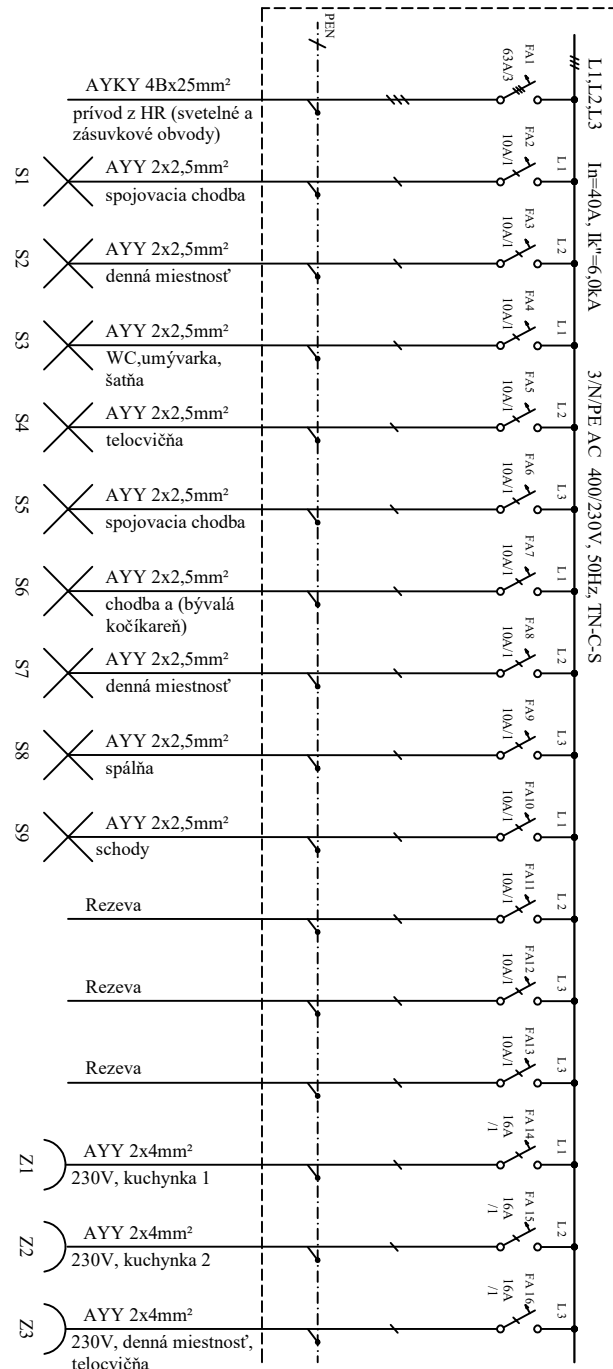 L1,L2,L3 In=40A, Ik"=6,0kA 3/N/PE AC 400/230V, 50Hz, TN-C-S
PEN
FA1
63A/3
AYKY 4Bx25mm²
prívod z HR (svetelné a
zásuvkové obvody)
L1
FA2
10A/1
AYY 2x2,5mm²
spojovacia chodba
S1
L2
FA3
10A/1
AYY 2x2,5mm²
denná miestnosť
S2
L1
FA4
10A/1
AYY 2x2,5mm²
WC,umývarka,
šatňa
S3
L2
FA5
10A/1
AYY 2x2,5mm²
telocvičňa
S4
L3
FA6
10A/1
AYY 2x2,5mm²
spojovacia chodba
S5
L1
FA7
10A/1
AYY 2x2,5mm²
chodba a (bývalá
kočíkareň)
S6
L2
FA8
10A/1
AYY 2x2,5mm²
denná miestnosť
S7
L3
FA9
10A/1
AYY 2x2,5mm²
spálňa
S8
L1
FA10
10A/1
AYY 2x2,5mm²
schody
S9
L2
FA11
10A/1
Rezeva
L3
FA12
10A/1
Rezeva
L3
FA13
10A/1
Rezeva
L1
FA14
16A
/1
AYY 2x4mm²
230V, kuchynka 1
Z1
L2
FA15
16A
/1
AYY 2x4mm²
230V, kuchynka 2
Z2
L3
FA16
16A
/1
AYY 2x4mm²
230V, denná miestnosť,
telocvičňa
Z3